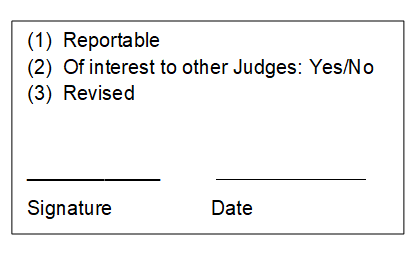 (1) Reportable
(2) Of interest to other Judges: Yes/No
(3) Revised
Signature Date